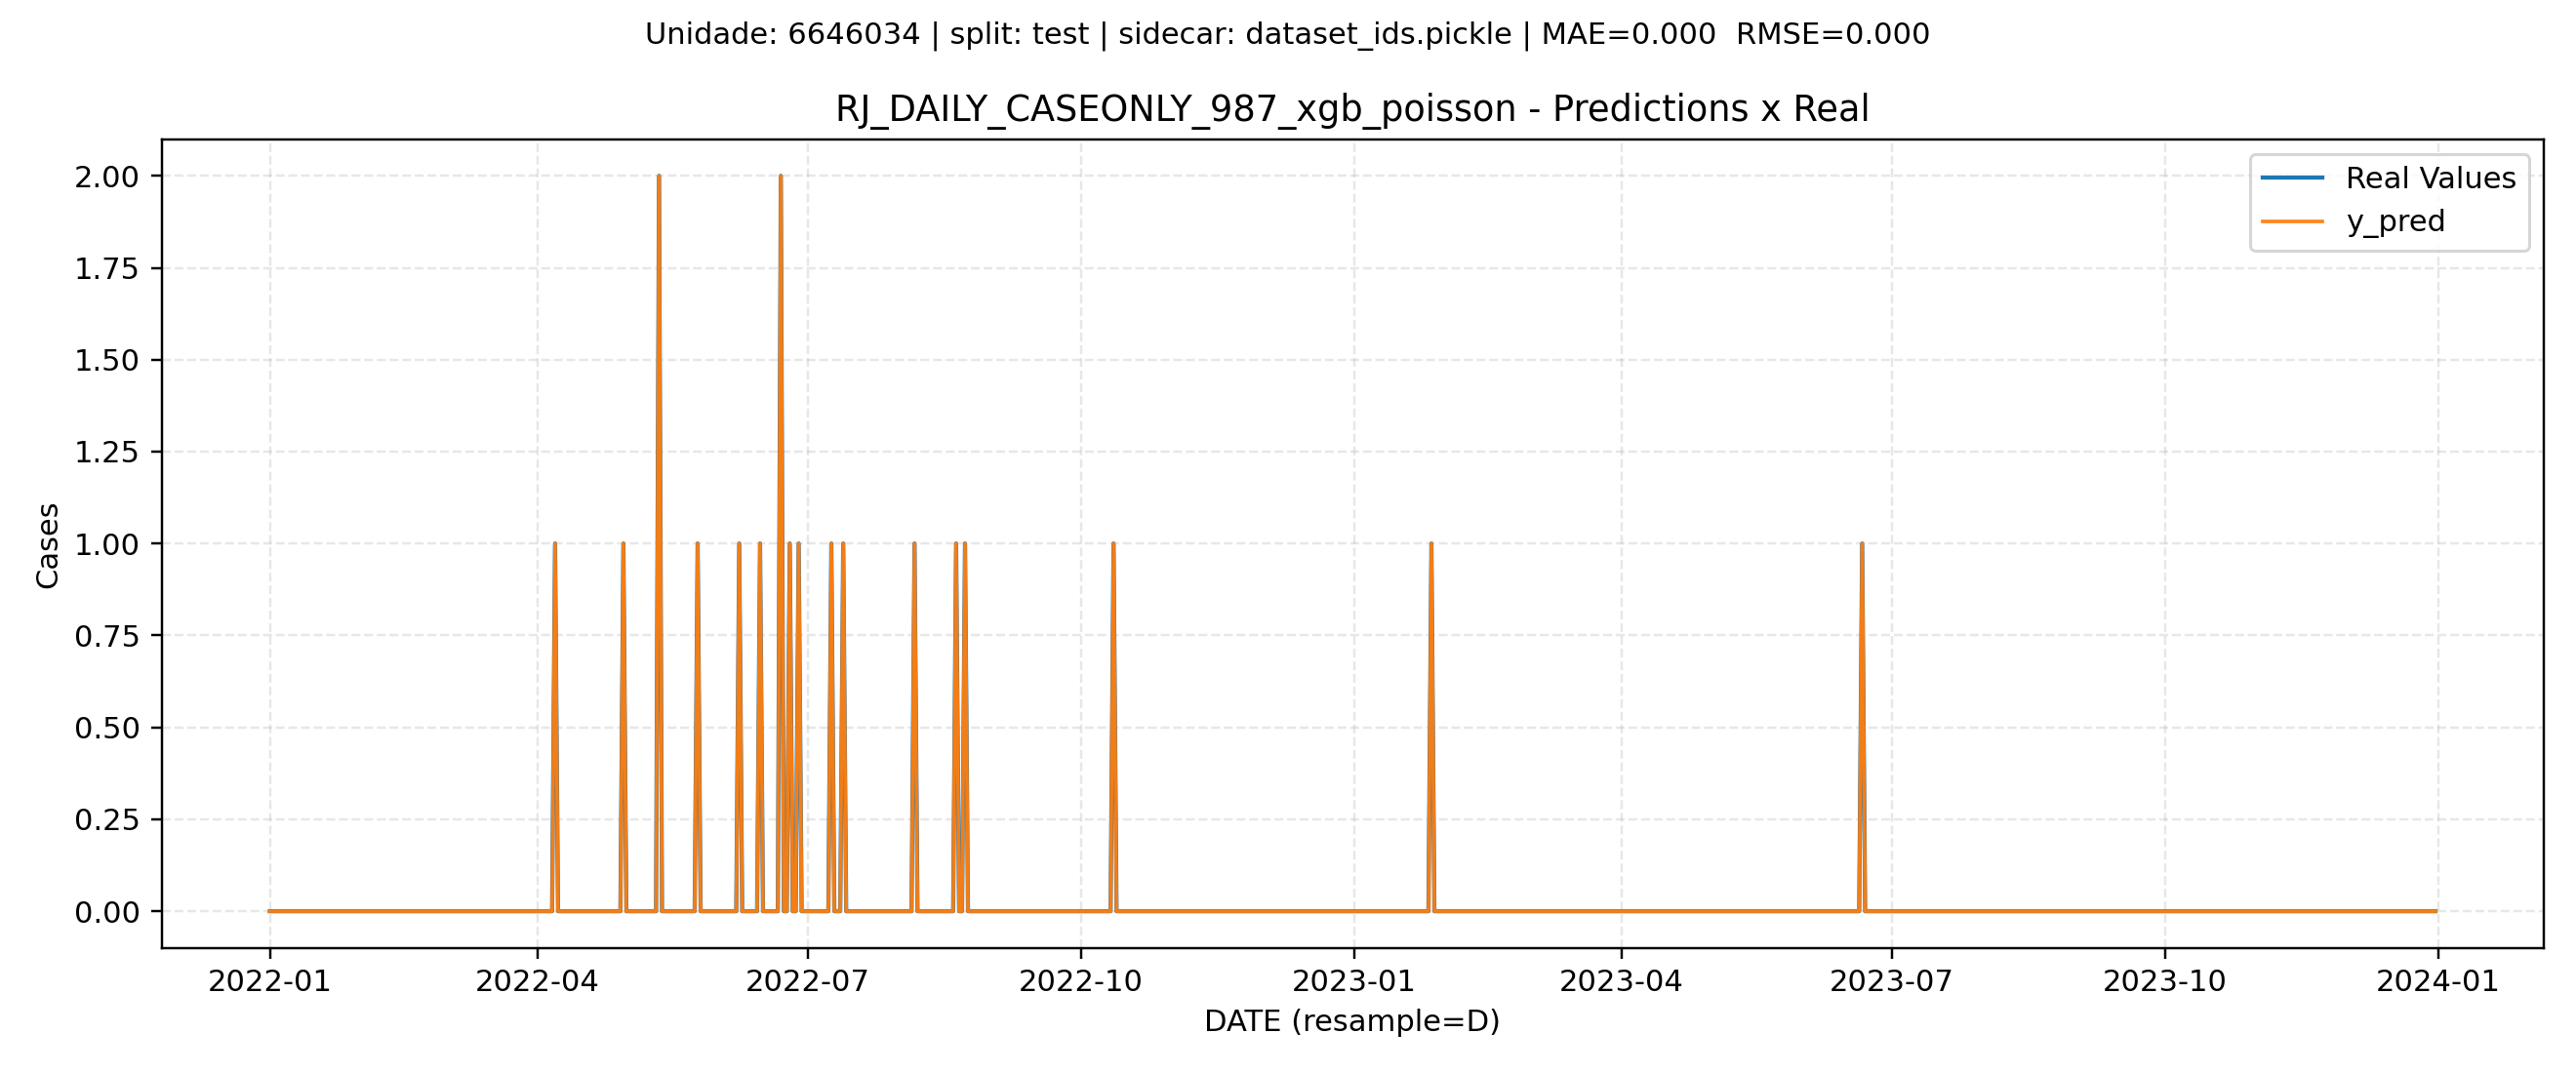 Unidade: 6646034 | split: test | sidecar: dataset_ids.pickle | MAE=0.000  RMSE=0.000
RJ_DAILY_CASEONLY_987_xgb_poisson - Predictions x Real
Real Values
y_pred
Cases
2.00
1.75
1.50
1.25
1.00
0.75
0.50
0.25
0.00
2022-01 2022-04 2022-07 2022-10 2023-01 2023-04 2023-07 2023-10 2024-01
DATE (resample=D)